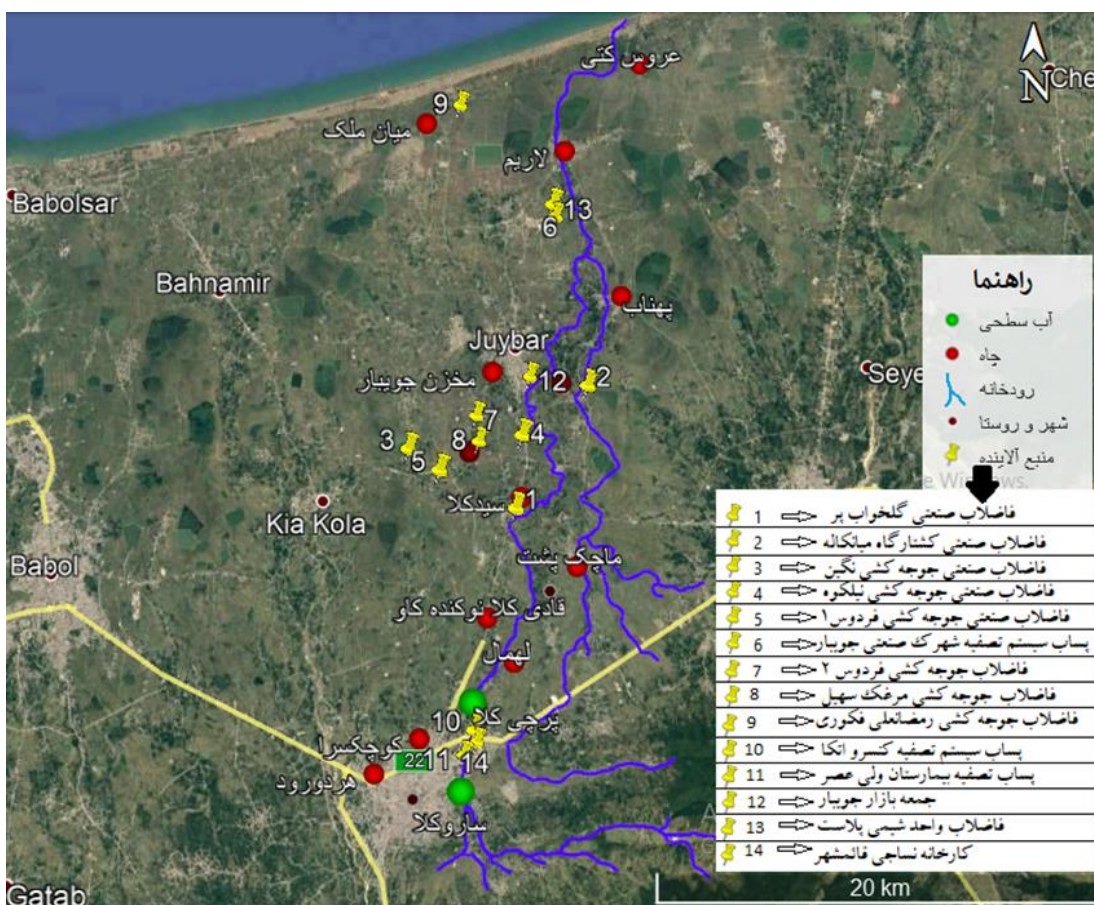 عروس کتی
N
Che
9
میان ملک
لاریم
Babolsar
13
6
Bahnamir
پهناب
Juybar
مخزن جویبار
12
2
Seye
7
3
8
4
5
سیدکلا
1
Kia Kola
ماچک پشت
Babol
قادی کلا نوکنده کاو
لهمال
پرچی کلا
10
کوچکسرا
22
11
14
هردورود
ساروکلا
Gatab
20 km
راهنما
آب سطحی
چاه
رودخانه
شهر و روستا
منبع آلاینده
1 فاضلاب صنعتی گلخواب پر
2 فاضلاب صنعتی کشتارگاه میانکاله
3 فاضلاب صنعتی جوجه کشی نگین
4 فاضلاب صنعتی جوجه کشی نیلکوه
5 فاضلاب صنعتی جوجه کشی فردوس ۱
6 پساب سیستم تصفیه شهرک صنعتی جویبار
7 فاضلاب جوجه کشی فردوس ۲
8 فاضلاب جوجه کشی مرغک سهیل
9 فاضلاب جوجه کشی رمضانعلی فکوری
10 پساب سیستم تصفیه کنسرو اتکا
11 پساب تصفیه بیمارستان ولی عصر
12 جمعه بازار جویبار
13 فاضلاب واحد شیمی پلاست
14 کارخانه نساجی قائمشهر